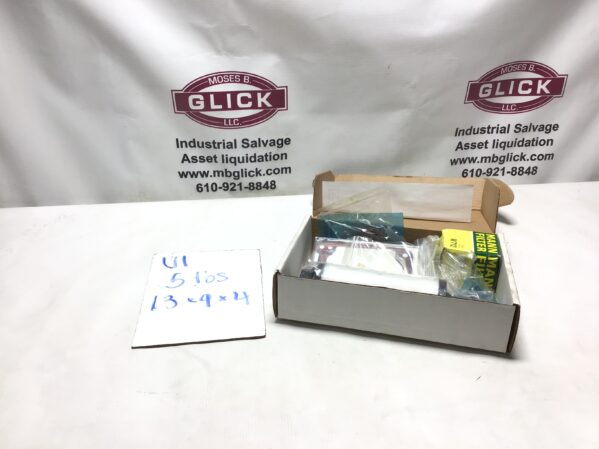 MOSES B.
GLICK
LLC.
Industrial Salvage
Asset liquidation
www.mbglick.com
610-921-8848
MOSES B.
GLICK
LLC.
Industrial Salvage
Asset liquidation
www.mbglick.com
610-921-8848
U1
5 lbs
13 x 9 x 4
MANN
FILTER
MAN